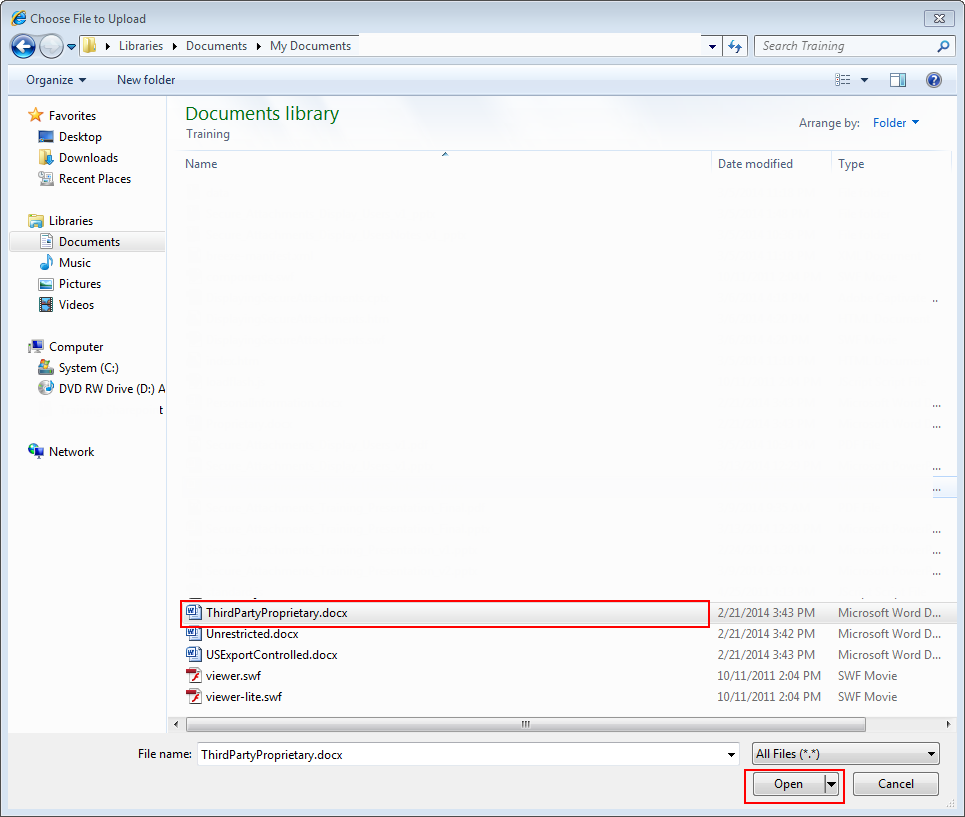 Choose File to Upload
Libraries Documents My Documents
Search Training
Organize New folder
Favorites
Desktop
Downloads
Recent Places
Libraries
Documents
Music
Pictures
Videos
Computer
System (C:)
DVD RW Drive (D:) A
t
Network
Documents library
Training
Arrange by: Folder
Name Date modified Type
..
...
...
...
...
...
...
...
ThirdPartyProprietary.docx 2/21/2014 3:43 PM Microsoft Word D...
Unrestricted.docx 2/21/2014 3:42 PM Microsoft Word D...
USExportControlled.docx 2/21/2014 3:43 PM Microsoft Word D...
viewer.swf 10/11/2011 2:04 PM SWF Movie
viewer-lite.swf 10/11/2011 2:04 PM SWF Movie
File name: ThirdPartyProprietary.docx All Files (*.*)
Open Cancel